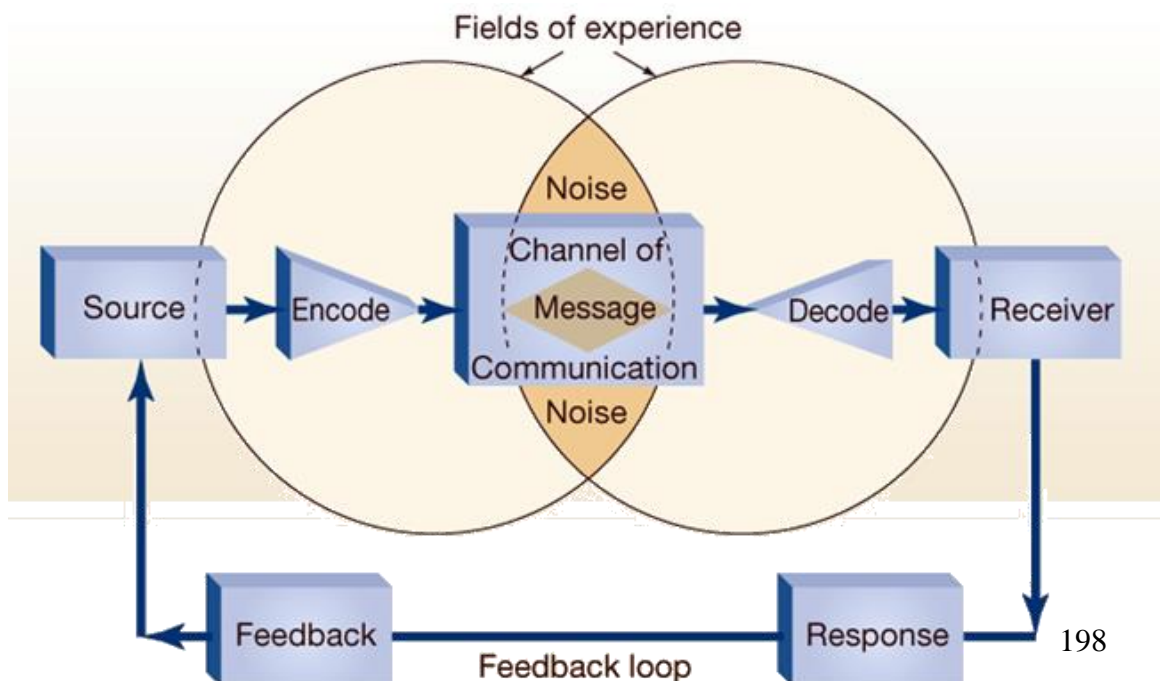 Fields of experience
Noise
Channel of
Source
Encode
Message
Decode
Receiver
Communication
Noise
Feedback
Response
198
Feedback loop